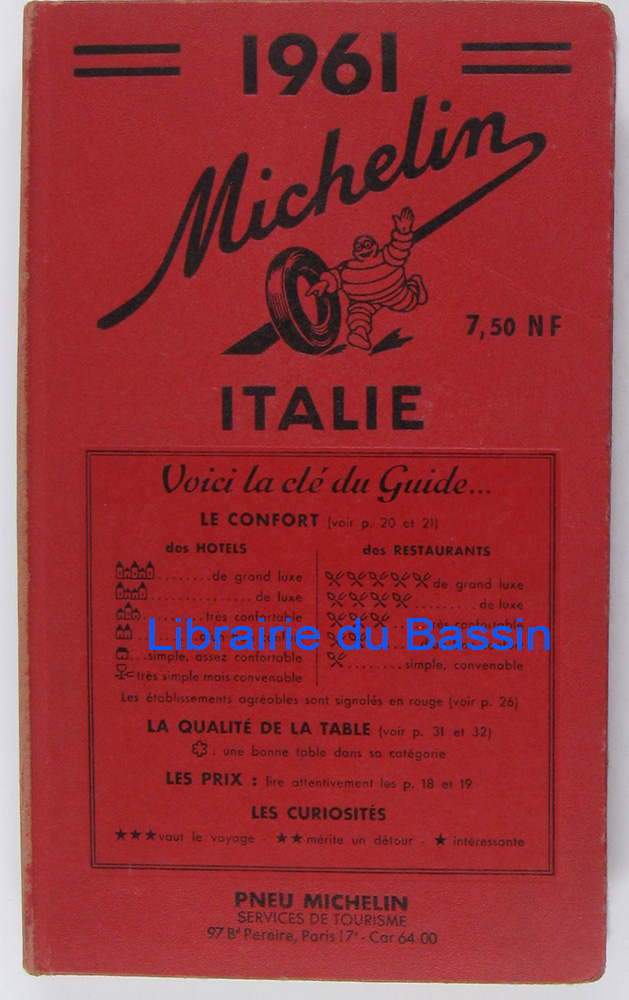 1961
Michelin
7,50 NF
ITALIE
Voici la clé du Guide...
LE CONFORT (voir p. 20 et 21)
des HOTELS
des RESTAURANTS
........de grand luxe
...............de luxe
..........très confortable
...simple, assez confortable
très simple mais convenable
de grand luxe
........de luxe
....très confortable
.........simple, convenable
Librairie du Bassin
Les établissements agréables sont signalés en rouge (voir p. 26)
LA QUALITÉ DE LA TABLE (voir p. 31 et 32)
: une bonne table dans sa catégorie
LES PRIX : lire attentivement les p. 18 et 19
LES CURIOSITÉS
★★★vaut le voyage - ★★mérite un détour - ★ intéressante
PNEU MICHELIN
SERVICES DE TOURISME
97 Bd Pereire, Paris 17e - Car 64 00